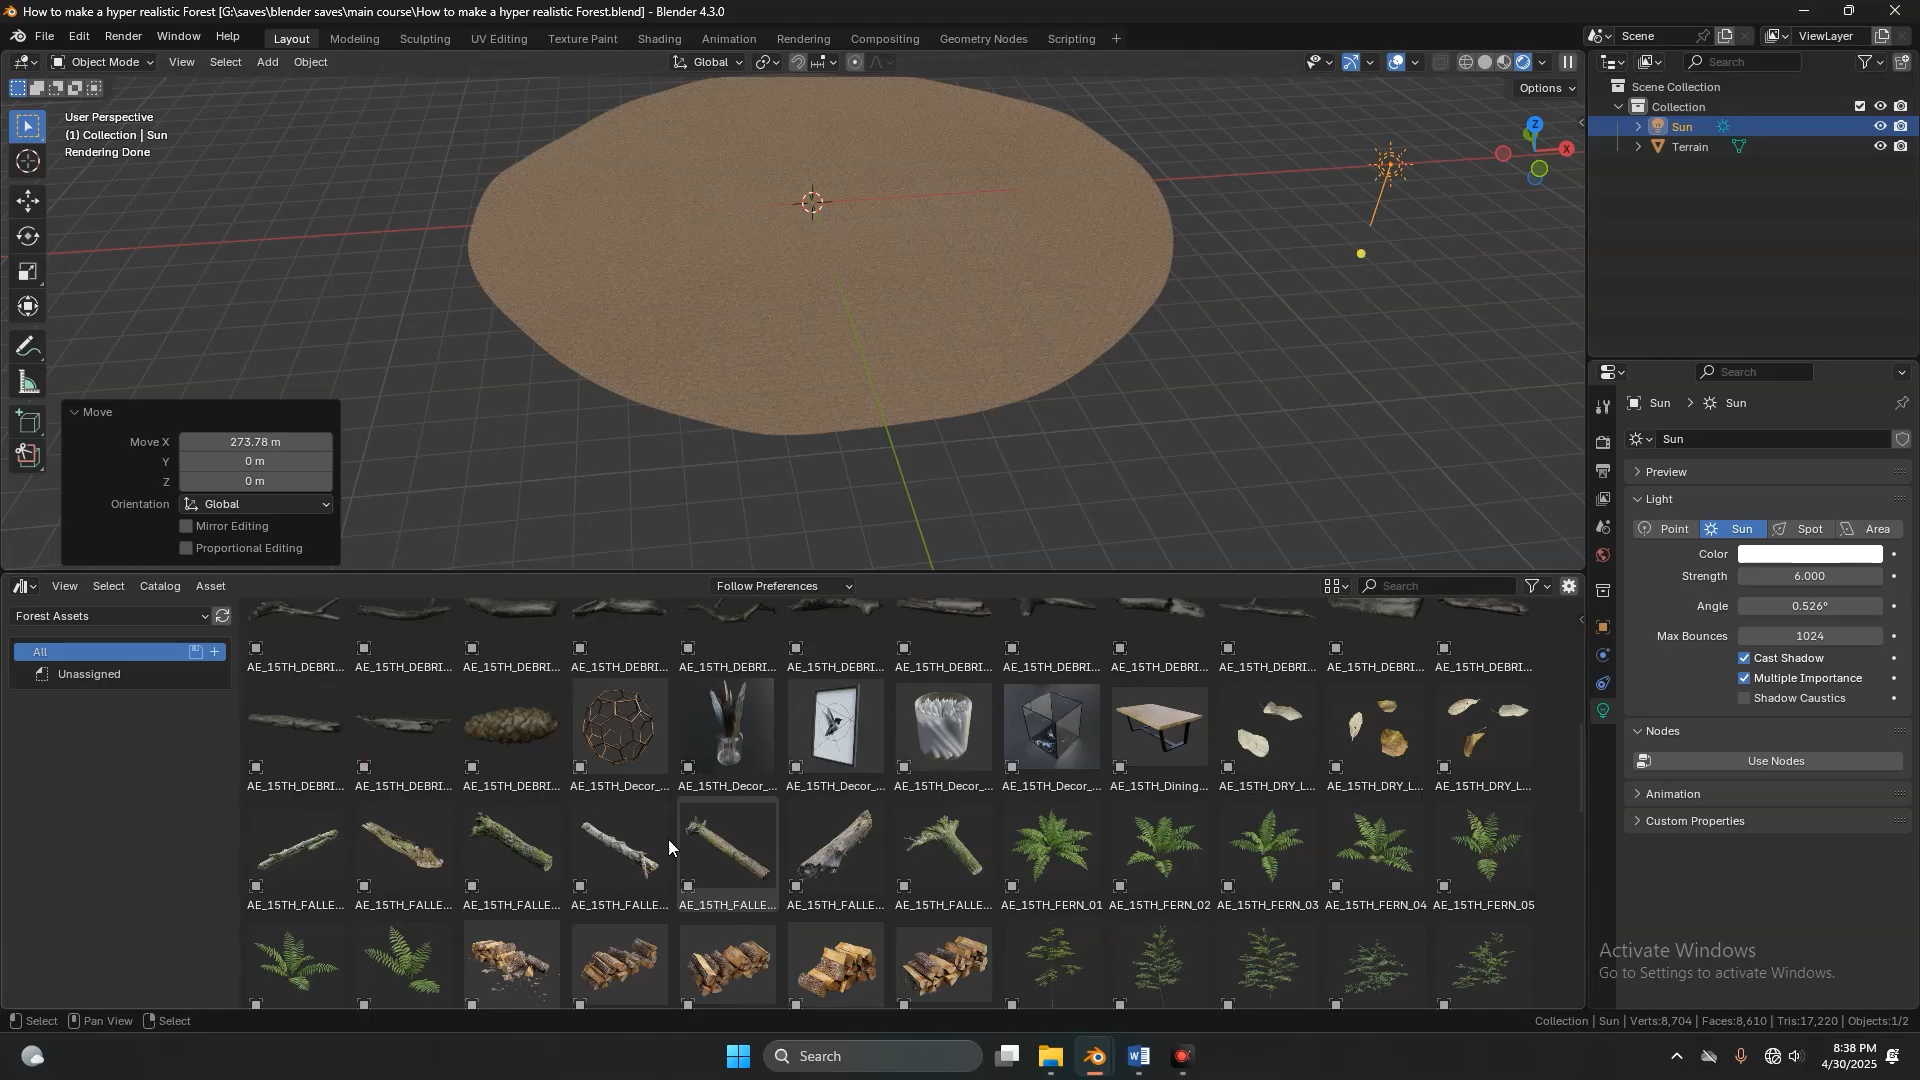 How to make a hyper realistic Forest [G:\saves\blender saves\main course\How to make a hyper realistic Forest.blend] - Blender 4.3.0
File Edit Render Window Help Layout Modeling Sculpting UV Editing Texture Paint Shading Animation Rendering Compositing Geometry Nodes Scripting + Scene ViewLayer
Object Mode View Select Add Object Global Search
Options
User Perspective
(1) Collection | Sun
Rendering Done
Z
X
Scene Collection
Collection
Sun
Terrain
Move
Move X 273.78 m
Y 0 m
Z 0 m
Orientation Global
Mirror Editing
Proportional Editing
Search
Sun > Sun
Sun
Preview
Light
Point Sun Spot Area
Color
Strength 6.000
Angle 0.526°
Max Bounces 1024
Cast Shadow
Multiple Importance
Shadow Caustics
Nodes
Use Nodes
Animation
Custom Properties
View Select Catalog Asset Follow Preferences Search
Forest Assets
All
Unassigned
AE_15TH_DEBRI... AE_15TH_DEBRI... AE_15TH_DEBRI... AE_15TH_DEBRI... AE_15TH_DEBRI... AE_15TH_DEBRI... AE_15TH_DEBRI... AE_15TH_DEBRI... AE_15TH_DEBRI... AE_15TH_DEBRI... AE_15TH_DEBRI... AE_15TH_DEBRI...
AE_15TH_DEBRI... AE_15TH_DEBRI... AE_15TH_DEBRI... AE_15TH_Decor_... AE_15TH_Decor_... AE_15TH_Decor_... AE_15TH_Decor_... AE_15TH_Decor_... AE_15TH_Dining... AE_15TH_DRY_L... AE_15TH_DRY_L... AE_15TH_DRY_L...
AE_15TH_FALLE... AE_15TH_FALLE... AE_15TH_FALLE... AE_15TH_FALLE... AE_15TH_FALLE... AE_15TH_FALLE... AE_15TH_FALLE... AE_15TH_FERN_01 AE_15TH_FERN_02 AE_15TH_FERN_03 AE_15TH_FERN_04 AE_15TH_FERN_05
Activate Windows
Go to Settings to activate Windows.
Select Pan View Select Collection | Sun | Verts:8,704 | Faces:8,610 | Tris:17,220 | Objects:1/2
Search
8:38 PM
4/30/2025